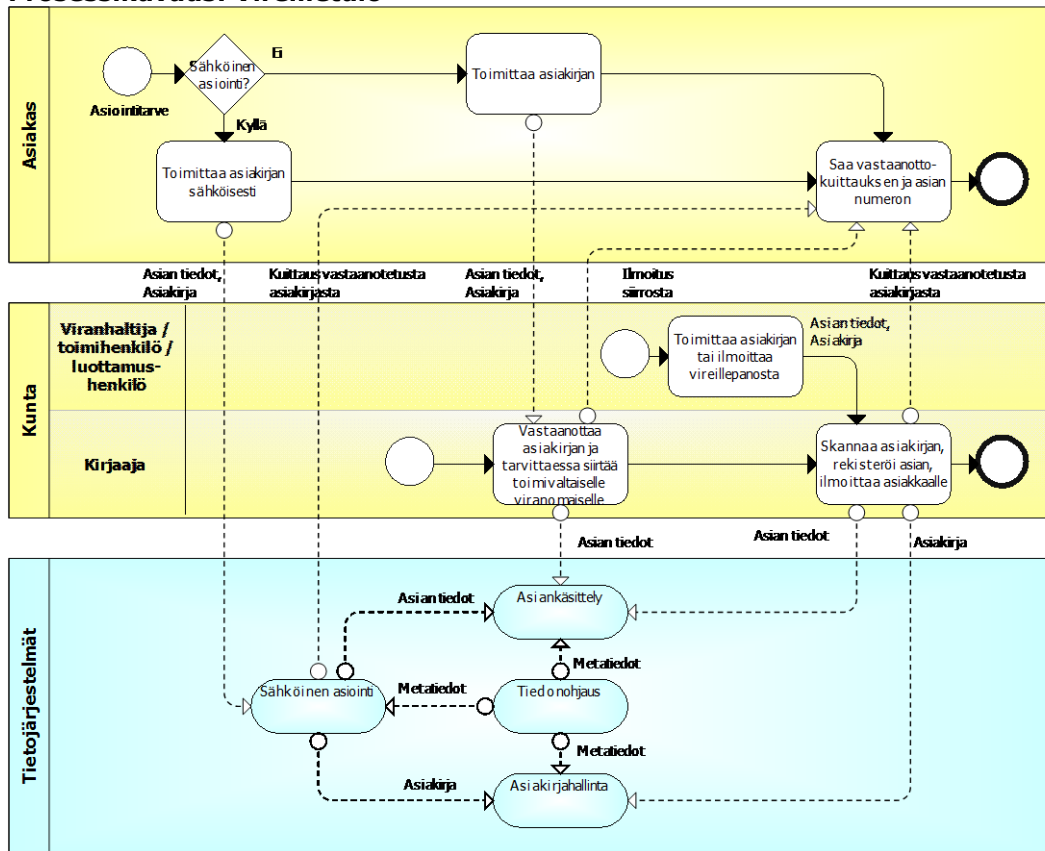 Prosessikuvaus: Vireilletulo
Asiakas
Sähköinen
asiointi?
Ei
Asiointitarve
Kyllä
Toimittaa asiakirjan
Toimittaa asiakirjan
sähköisesti
Saa vastaanotto-
kuittauksen ja asian
numeron
Asian tiedot,
Asiakirja
Kuittaus vastaanotetusta
asiakirjasta
Asian tiedot,
Asiakirja
Ilmoitus
siirrosta
Kuittaus vastaanotetusta
asiakirjasta
Kunta
Viranhaltija /
toimihenkilö /
luottamus-
henkilö
Toimittaa asiakirjan
tai ilmoittaa
vireillepanosta
Asian tiedot,
Asiakirja
Kirjaaja
Vastaanottaa
asiakirjan ja
tarvittaessa siirtää
toimivaltaiselle
viranomaiselle
Skannaa asiakirjan,
rekisteröi asian,
ilmoittaa asiakkaalle
Asian tiedot
Asian tiedot
Asiakirja
Tietojärjestelmät
Asian tiedot
Asiankäsittely
Metatiedot
Sähköinen asiointi
Metatiedot
Tiedonohjaus
Metatiedot
Asiakirja
Asiakirjahallinta